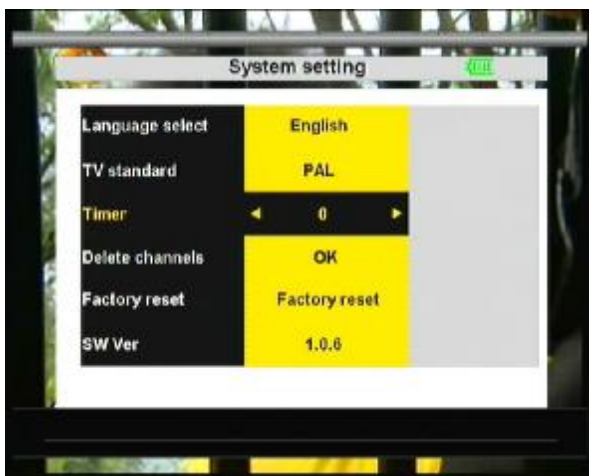 System setting
Language select English
TV standard PAL
Timer 0
Delete channels OK
Factory reset Factory reset
SW Ver 1.0.6